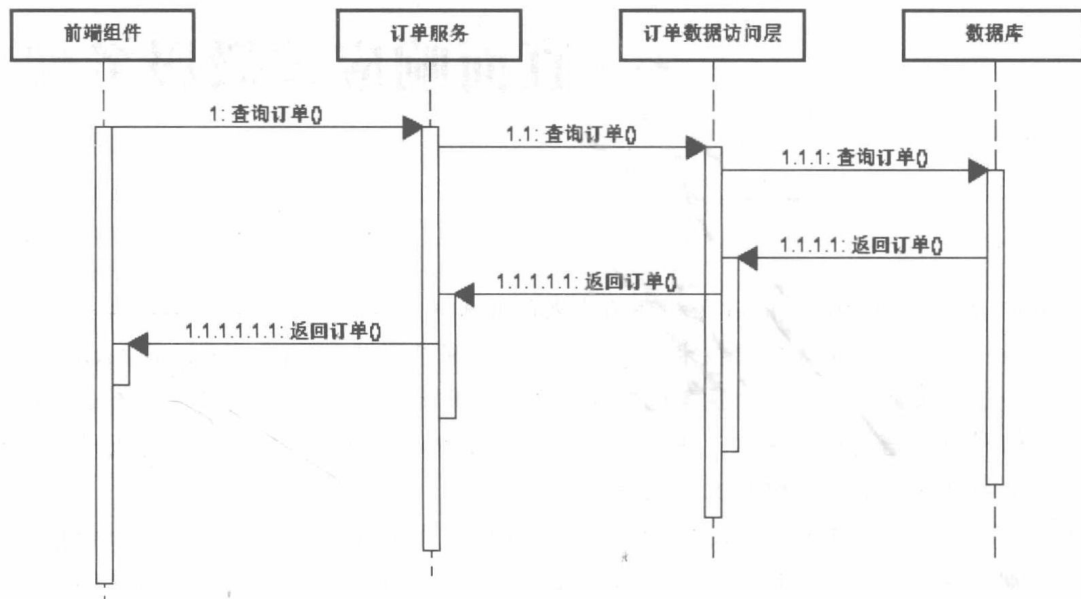 前端组件
订单服务
订单数据访问层
数据库
1: 查询订单()
1.1: 查询订单()
1.1.1: 查询订单()
1.1.1.1: 返回订单()
1.1.1.1.1: 返回订单()
1.1.1.1.1.1: 返回订单()